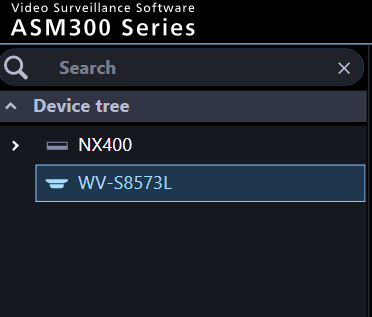 Video Surveillance Software
ASM300 Series
Search
Device tree
NX400
WV-S8573L